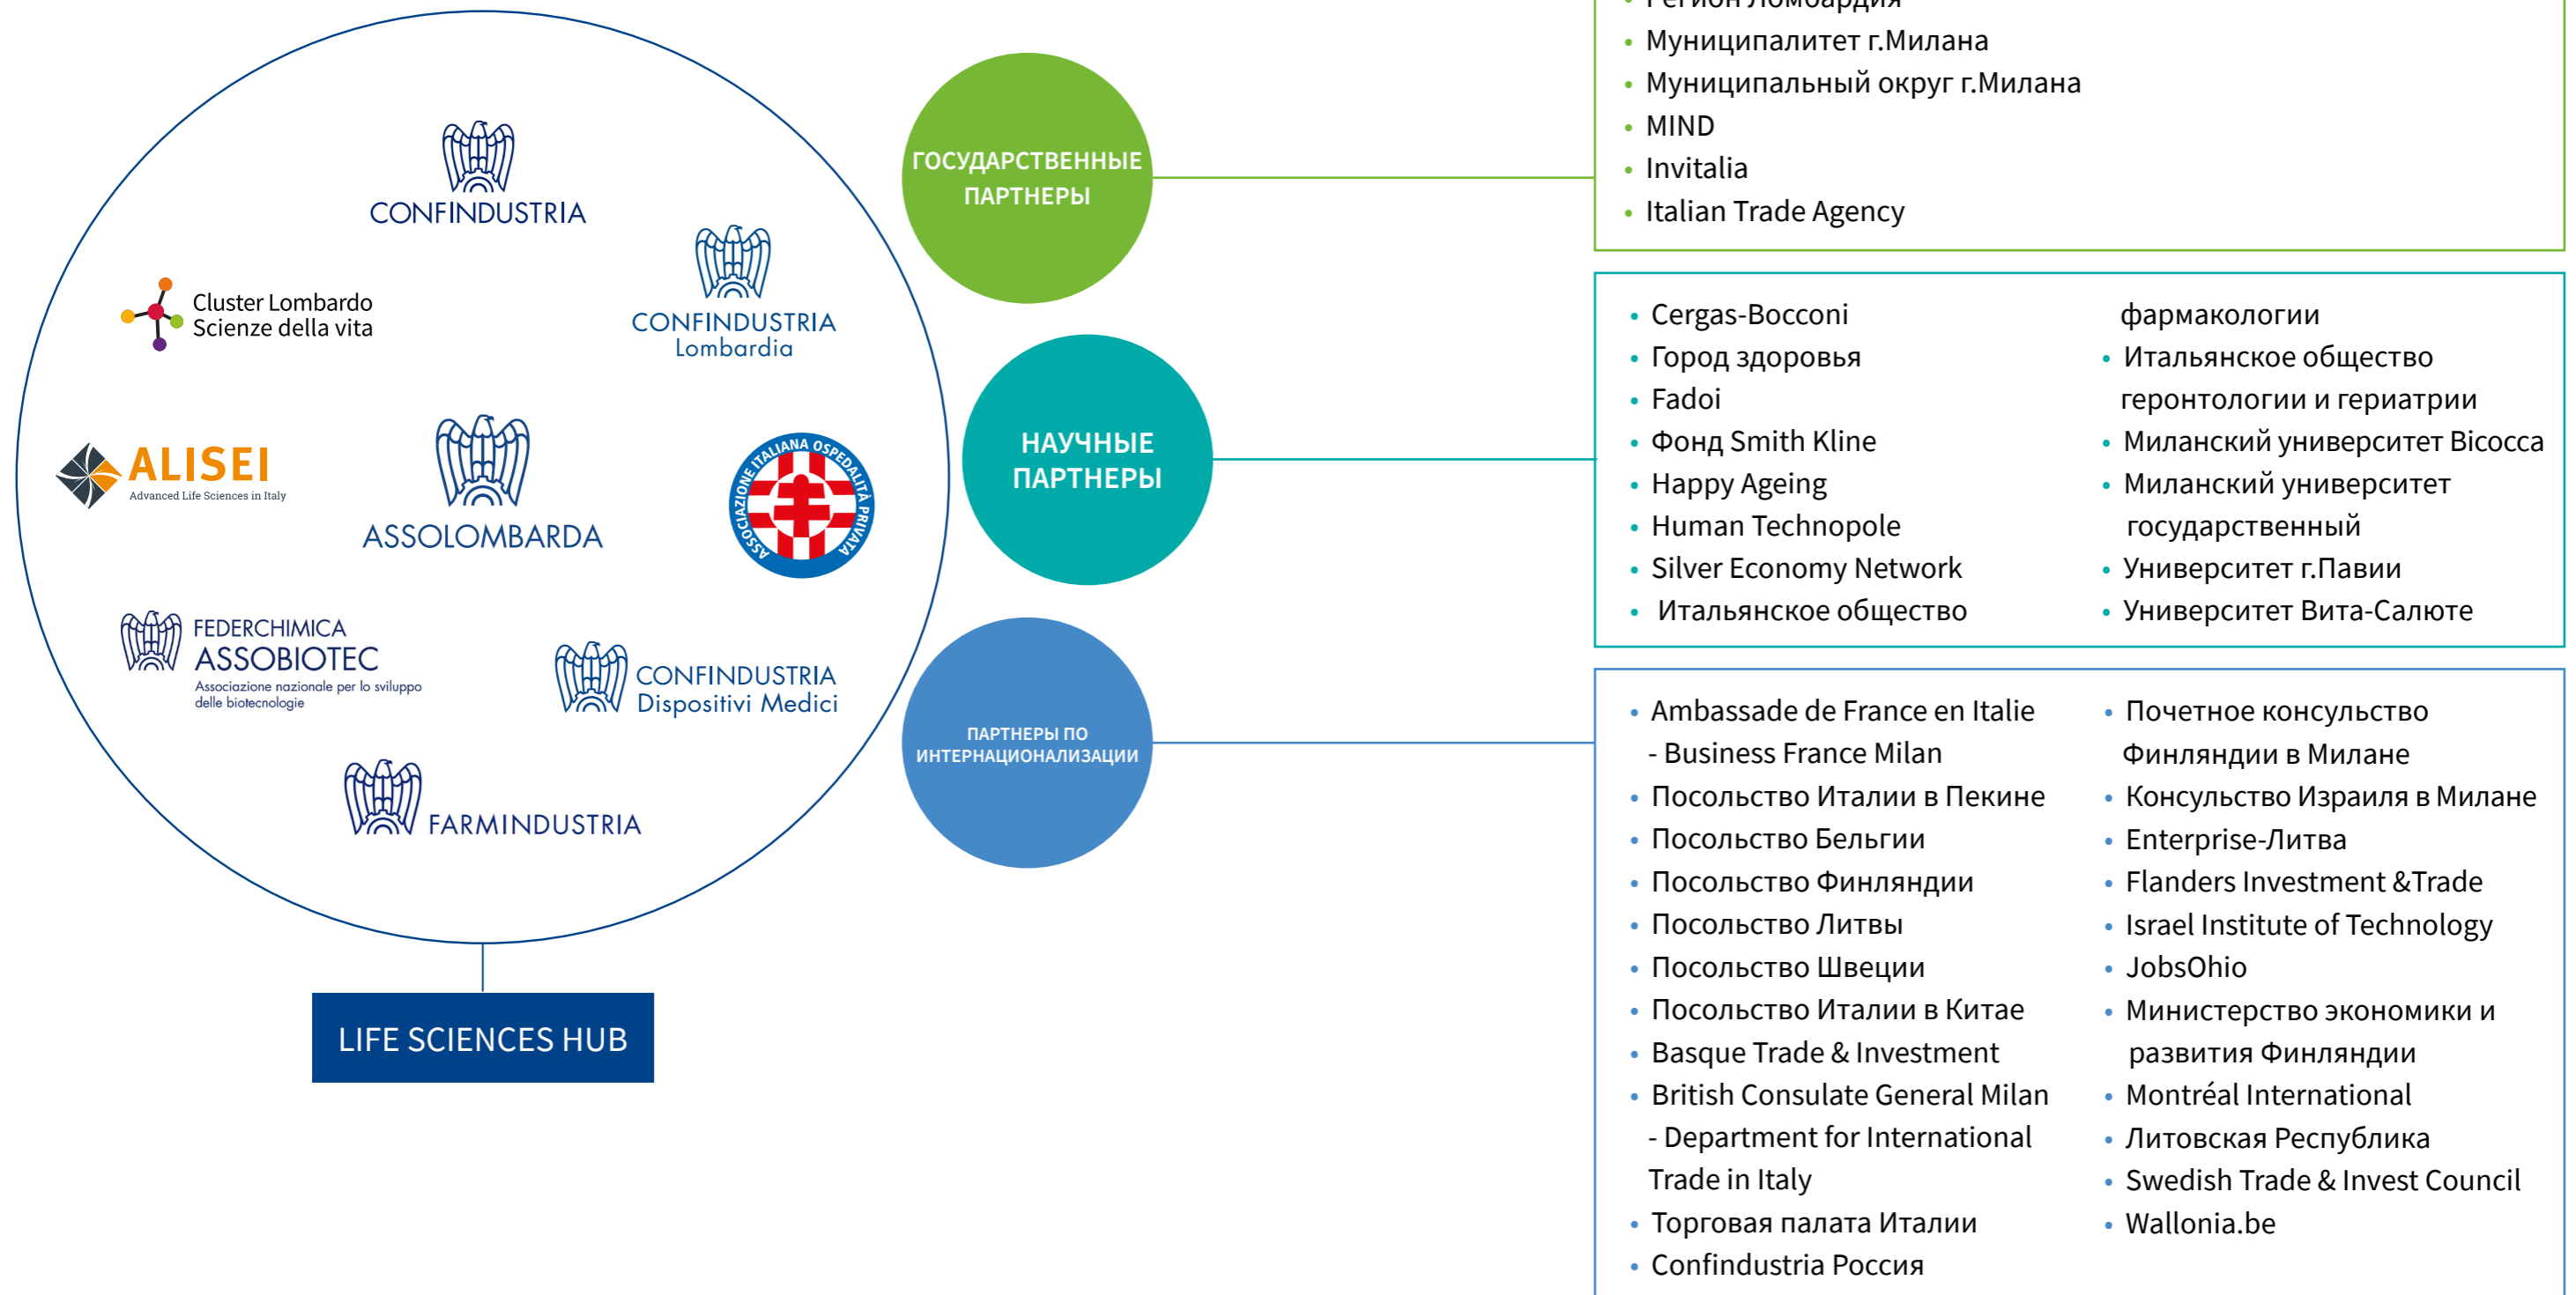 CONFINDUSTRIA
Cluster Lombardo
Scienze della vita
CONFINDUSTRIA
Lombardia
ALISEI
Advanced Life Sciences in Italy
ASSOLOMBARDA
ASSOCIAZIONE ITALIANA OSPEDALITÀ PRIVATA
FEDERCHIMICA
ASSOBIOTEC
Associazione nazionale per lo sviluppo
delle biotecnologie
CONFINDUSTRIA
Dispositivi Medici
FARMINDUSTRIA
LIFE SCIENCES HUB
ГОСУДАРСТВЕННЫЕ
ПАРТНЕРЫ
• Регион Ломбардия
• Муниципалитет г.Милана
• Муниципальный округ г.Милана
• MIND
• Invitalia
• Italian Trade Agency
НАУЧНЫЕ
ПАРТНЕРЫ
• Cergas-Bocconi
• Город здоровья
• Fadoi
• Фонд Smith Kline
• Happy Ageing
• Human Technopole
• Silver Economy Network
• Итальянское общество
фармакологии
• Итальянское общество
геронтологии и гериатрии
• Миланский университет Bicocca
• Миланский университет
государственный
• Университет г.Павии
• Университет Вита-Салюте
ПАРТНЕРЫ ПО
ИНТЕРНАЦИОНАЛИЗАЦИИ
• Ambassade de France en Italie
- Business France Milan
• Посольство Италии в Пекине
• Посольство Бельгии
• Посольство Финляндии
• Посольство Литвы
• Посольство Швеции
• Посольство Италии в Китае
• Basque Trade & Investment
• British Consulate General Milan
- Department for International
Trade in Italy
• Торговая палата Италии
• Confindustria Россия
• Почетное консульство
Финляндии в Милане
• Консульство Израиля в Милане
• Enterprise-Литва
• Flanders Investment &Trade
• Israel Institute of Technology
• JobsOhio
• Министерство экономики и
развития Финляндии
• Montréal International
• Литовская Республика
• Swedish Trade & Invest Council
• Wallonia.be